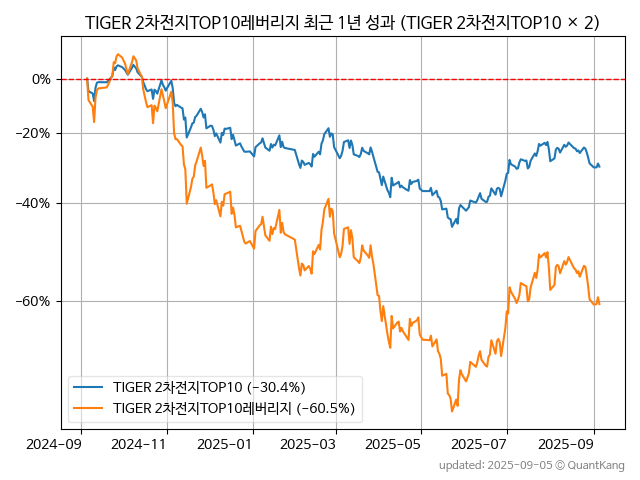 TIGER 2차전지TOP10레버리지 최근 1년 성과 (TIGER 2차전지TOP10 × 2)
0%
−20%
−40%
−60%
TIGER 2차전지TOP10 (−30.4%)
TIGER 2차전지TOP10레버리지 (−60.5%)
2024-09 2024-11 2025-01 2025-03 2025-05 2025-07 2025-09
updated: 2025-09-05 © QuantKang